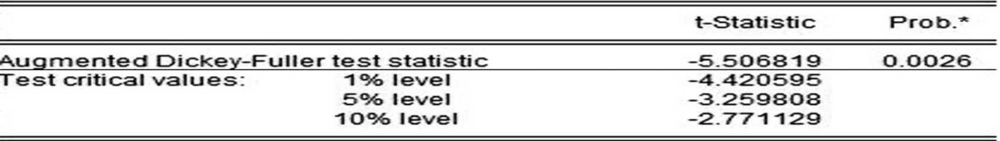 t-Statistic Prob.*
Augmented Dickey-Fuller test statistic -5.506819 0.0026
Test critical values: 1% level -4.420595
5% level -3.259808
10% level -2.771129